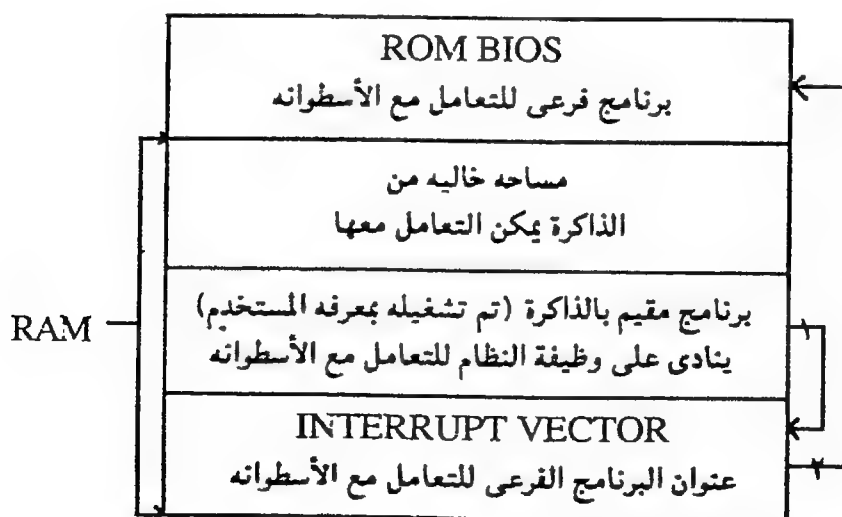 ROM BIOS
برنامج فرعى للتعامل مع الأسطوانه
مساحه خاليه من
الذاكرة يمكن التعامل معها
RAM
برنامج مقيم بالذاكرة (تم تشغيله بمعرفه المستخدم)
ينادى على وظيفة النظام للتعامل مع الأسطوانه
١
INTERRUPT VECTOR
عنوان البرنامج الفرعى للتعامل مع الأسطوانه
٢